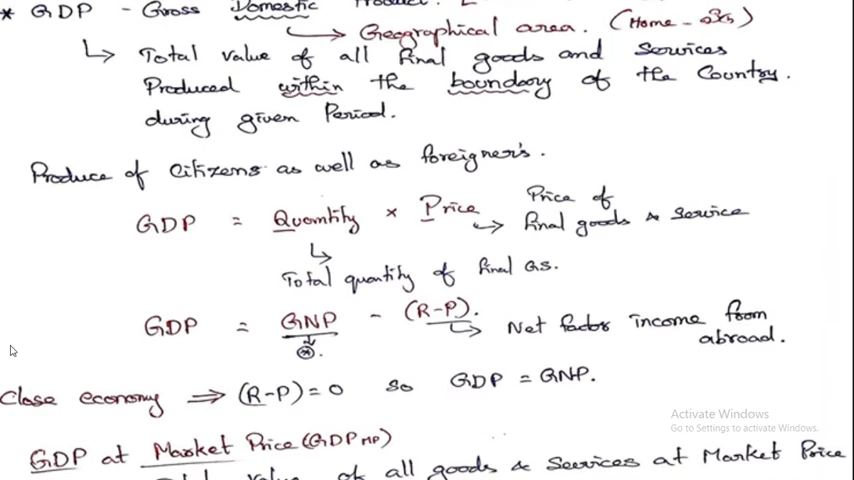 * GDP - Gross Domestic Product.
↳ Geographical area. (Home -
↳ Total value of all final goods and Services
Produced within the boundary of the Country.
during given Period.
Produce of Citizens as well as foreigner's.
GDP = Quantity × Price ↳ Price of final goods & Service
↳ Total quantity of final Gs.
GDP = GNP - (R-P). ↳ Net factor income from abroad.
Close economy ⇒ (R-P) = 0 so GDP = GNP.
GDP at Market Price (GDP MP)
value of all goods & Services at Market Price
Activate Windows
Go to Settings to activate Windows.